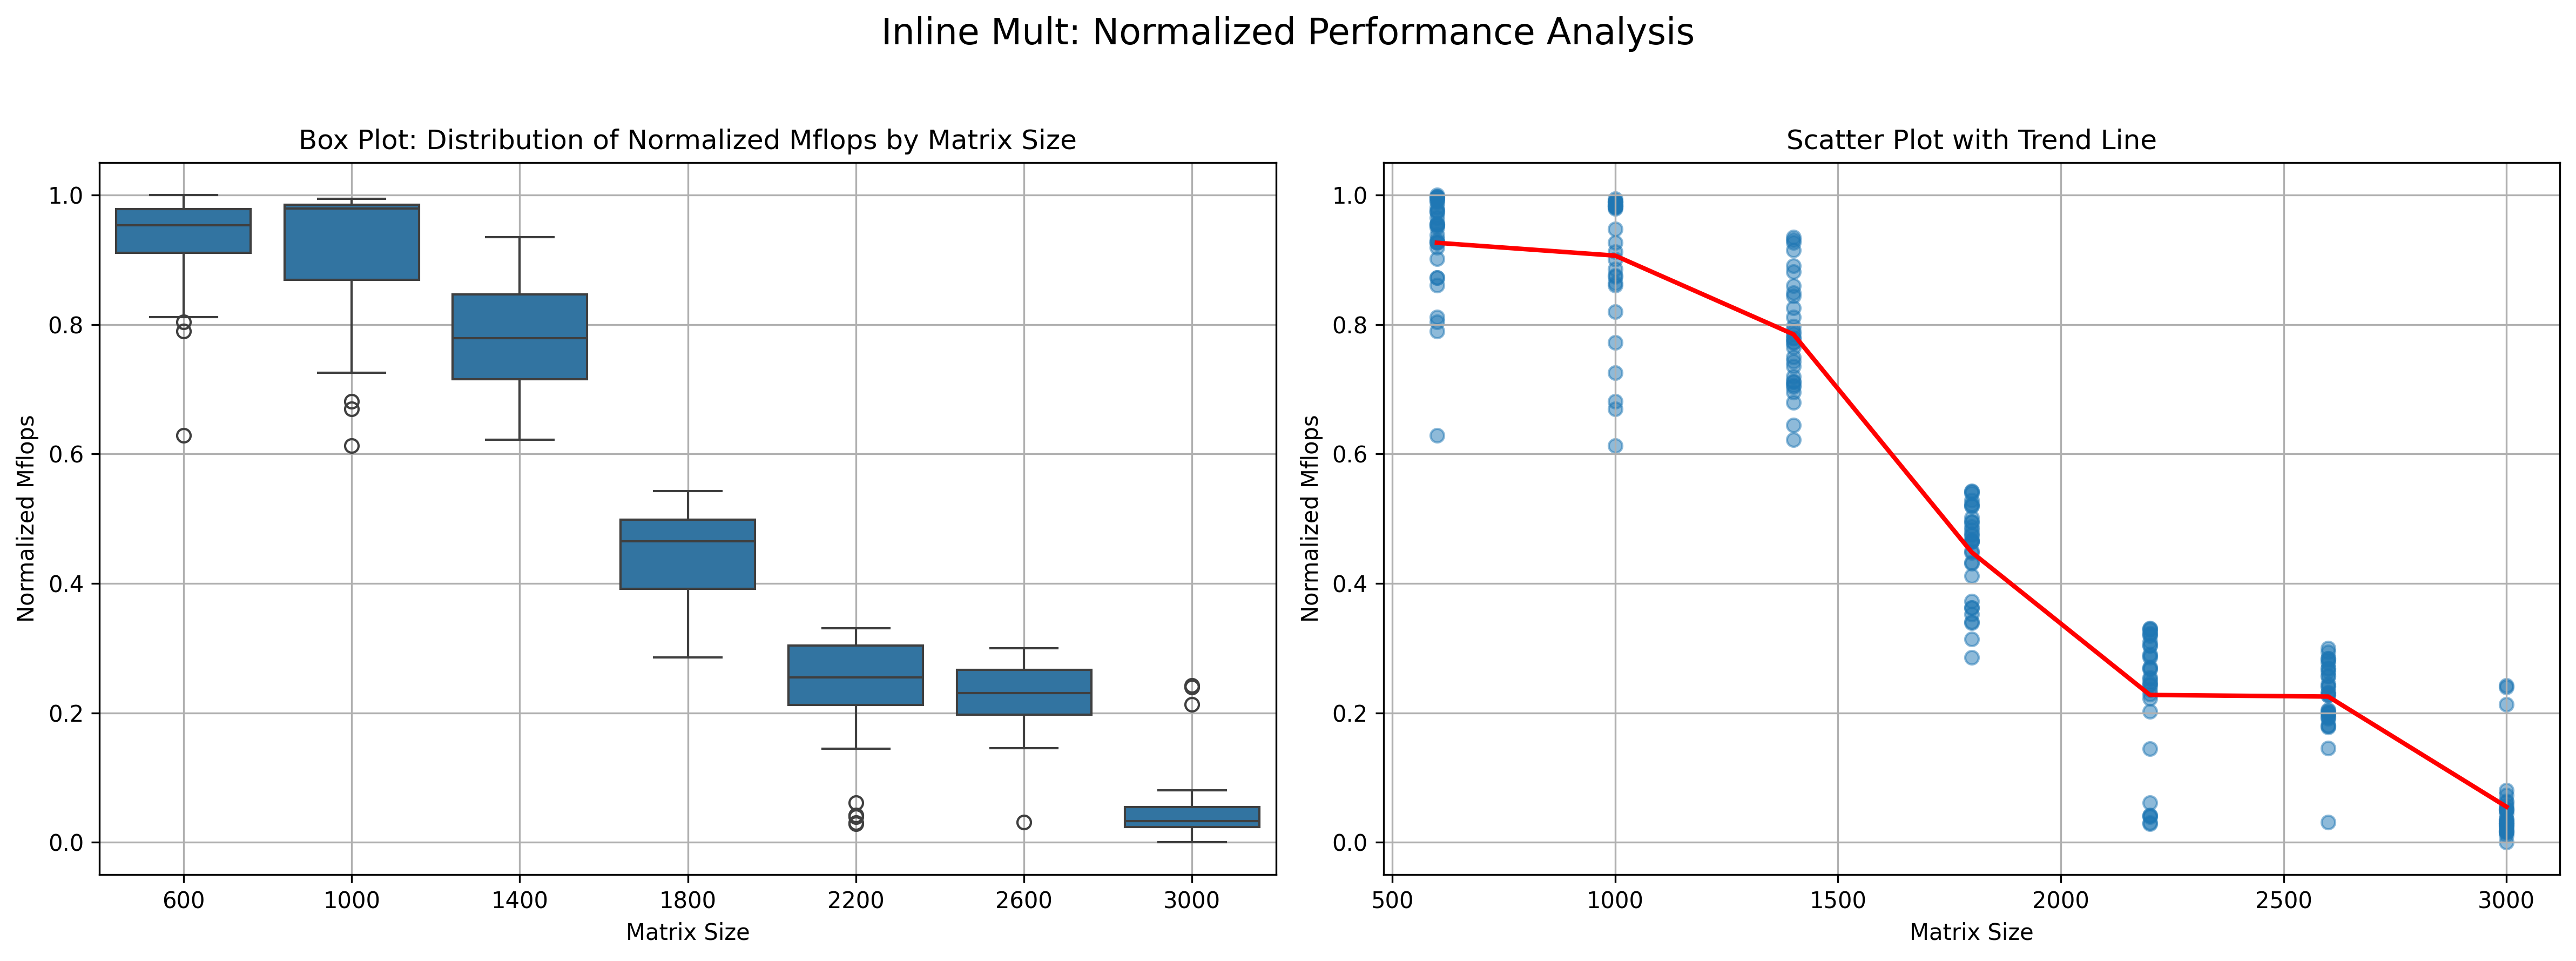 Inline Mult: Normalized Performance Analysis
Box Plot: Distribution of Normalized Mflops by Matrix Size
Normalized Mflops
1.0
0.8
0.6
0.4
0.2
0.0
600 1000 1400 1800 2200 2600 3000
Matrix Size
Scatter Plot with Trend Line
Normalized Mflops
1.0
0.8
0.6
0.4
0.2
0.0
500 1000 1500 2000 2500 3000
Matrix Size